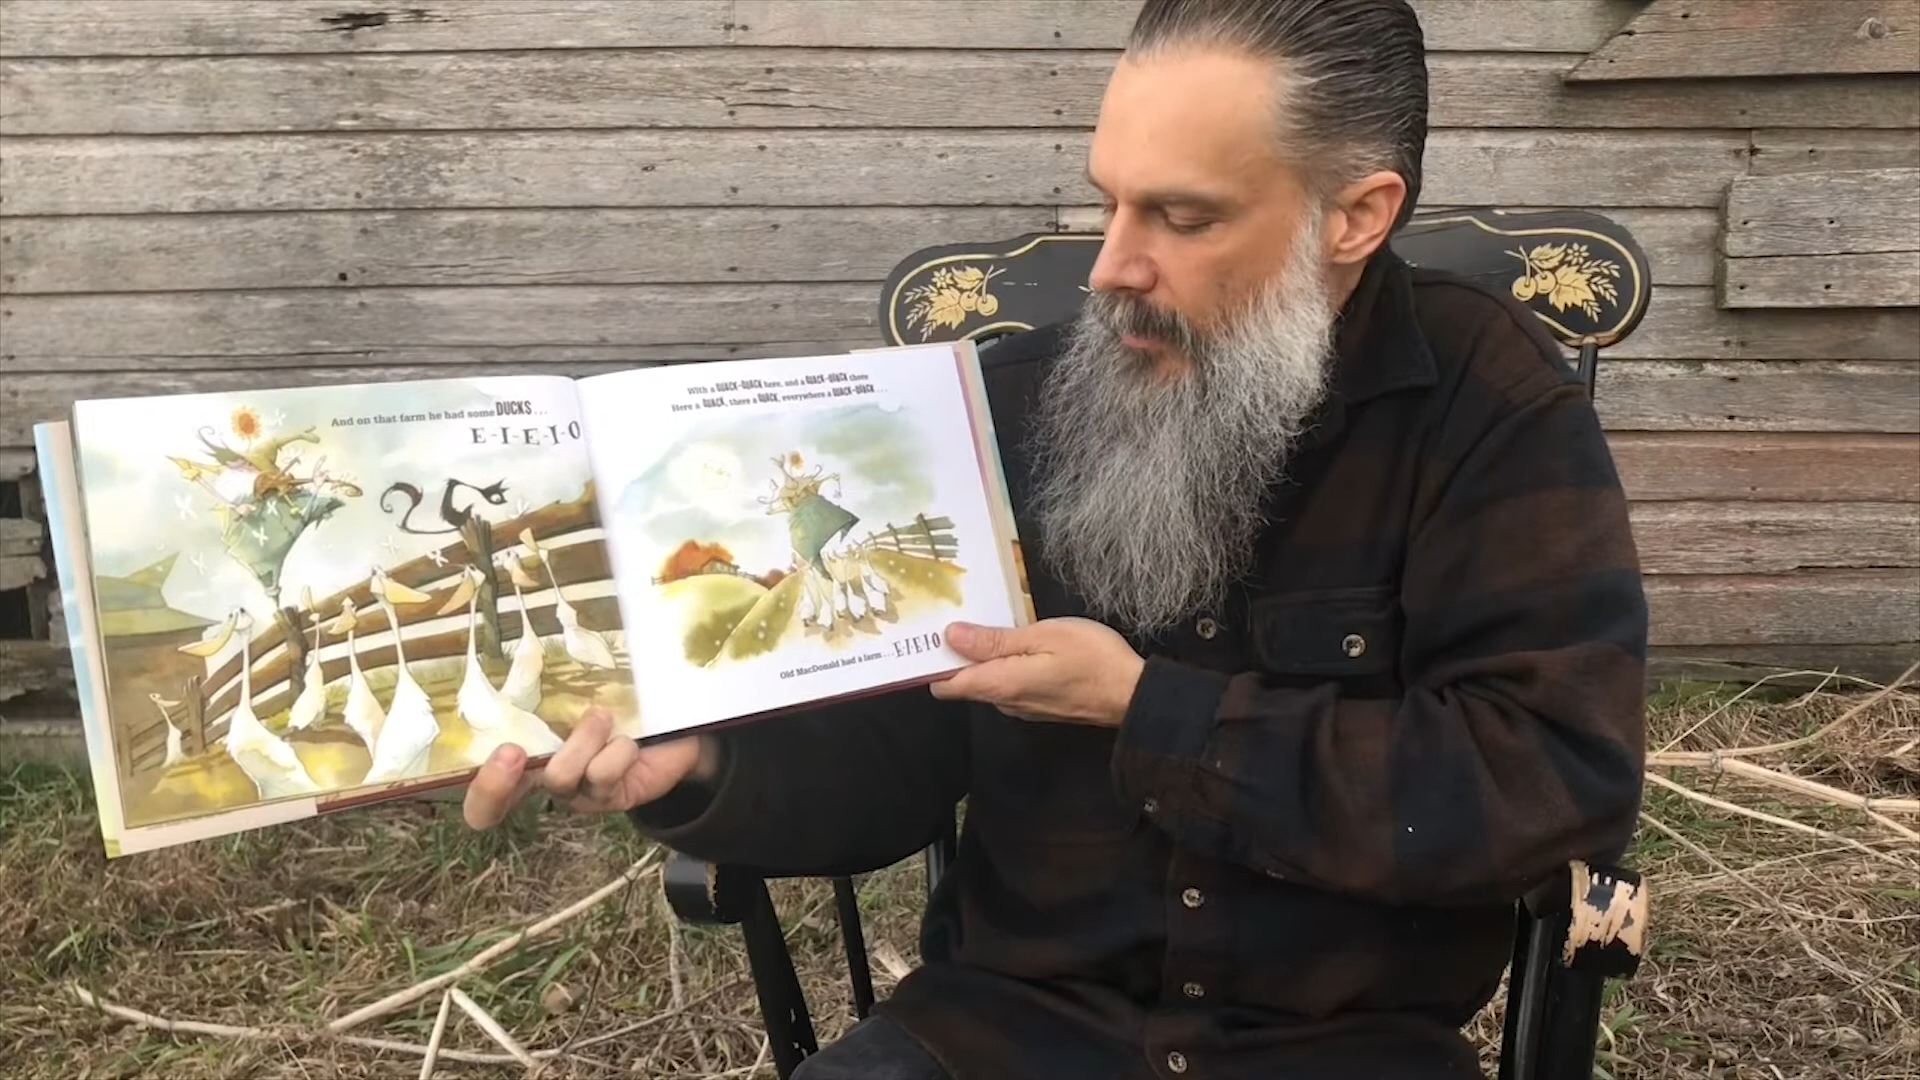 And on that farm he had some DUCKS...
E-I-E-I-O
With a QUACK-QUACK here, and a QUACK-QUACK there
Here a QUACK, there a QUACK, everywhere a QUACK-QUACK...
Old MacDonald had a farm...E-I-E-I-O